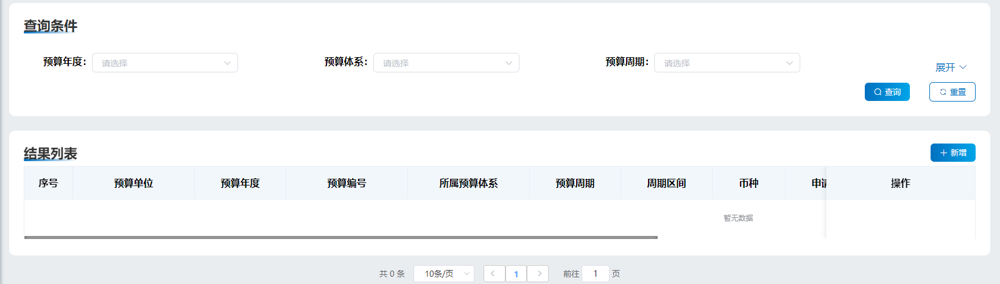 查询条件
预算年度： 请选择 预算体系： 请选择 预算周期： 请选择 展开
查询 重置
结果列表 新增
序号 预算单位 预算年度 预算编号 所属预算体系 预算周期 周期区间 币种 申 操作
暂无数据
共 0 条 10条/页 1 前往 1 页